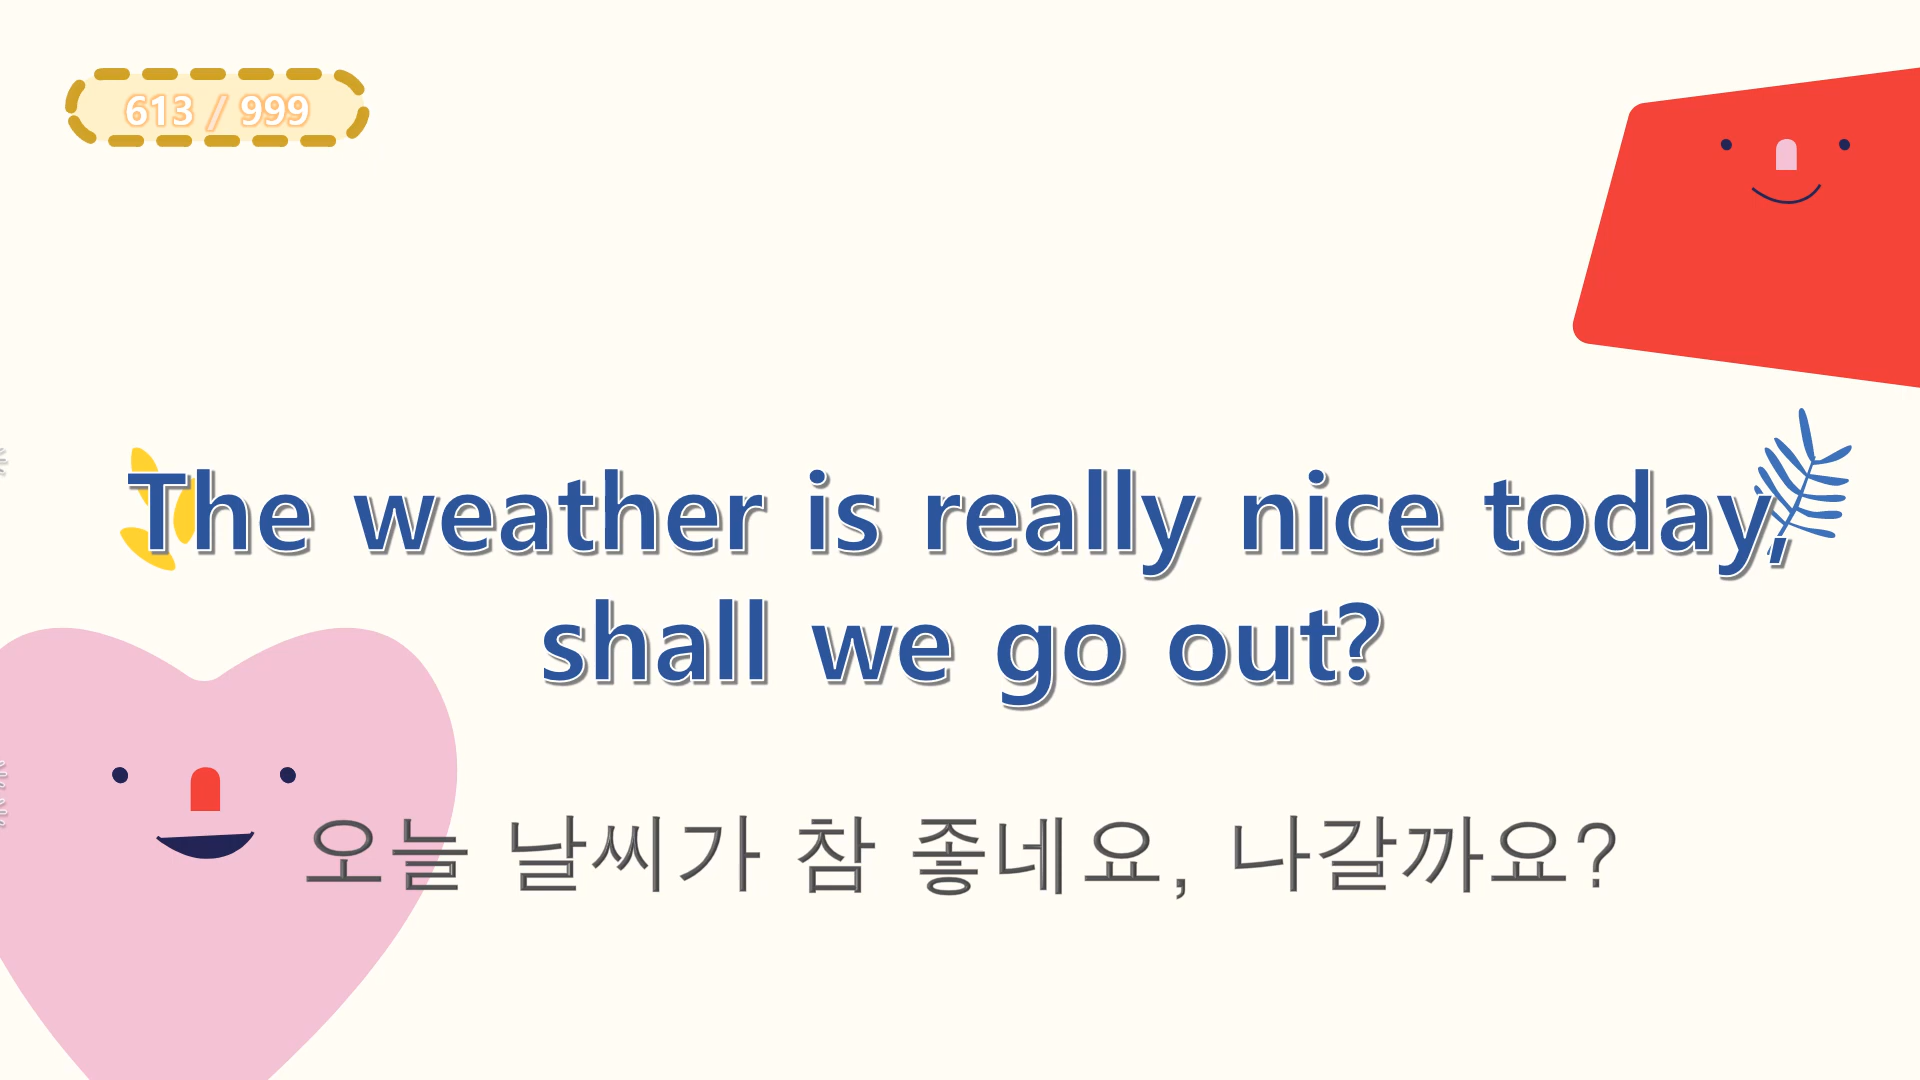 613 / 999
The weather is really nice today,
shall we go out?
오늘 날씨가 참 좋네요, 나갈까요?